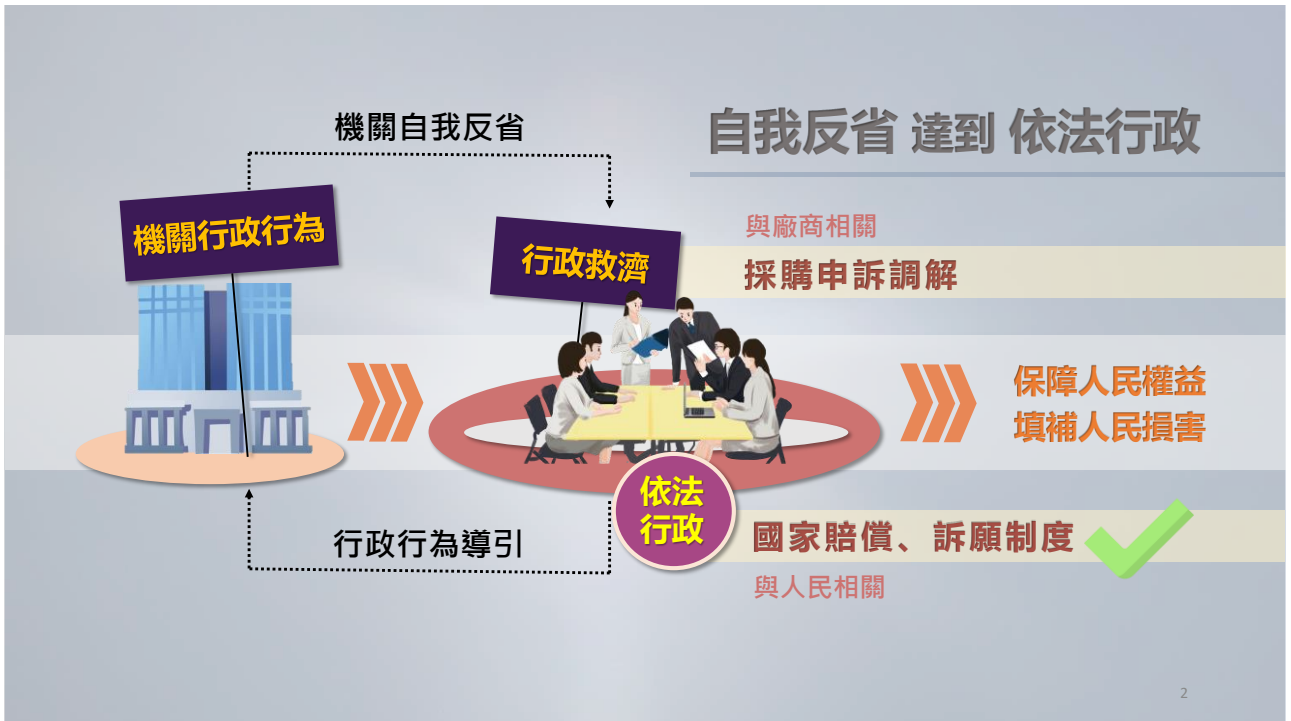 自我反省 達到 依法行政
機關自我反省
機關行政行為
行政救濟
與廠商相關
採購申訴調解
保障人民權益
填補人民損害
依法
行政
行政行為導引
國家賠償、訴願制度
與人民相關
2